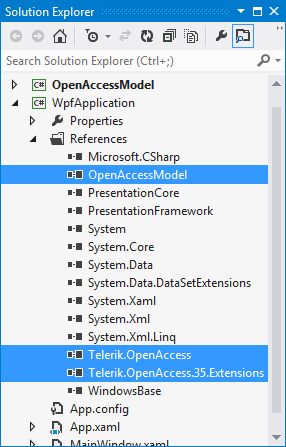 Solution Explorer
Search Solution Explorer (Ctrl+;)
C# OpenAccessModel
C# WpfApplication
Properties
References
Microsoft.CSharp
OpenAccessModel
PresentationCore
PresentationFramework
System
System.Core
System.Data
System.Data.DataSetExtensions
System.Xaml
System.Xml
System.Xml.Linq
Telerik.OpenAccess
Telerik.OpenAccess.35.Extensions
WindowsBase
App.config
App.xaml
MainWindow.xaml